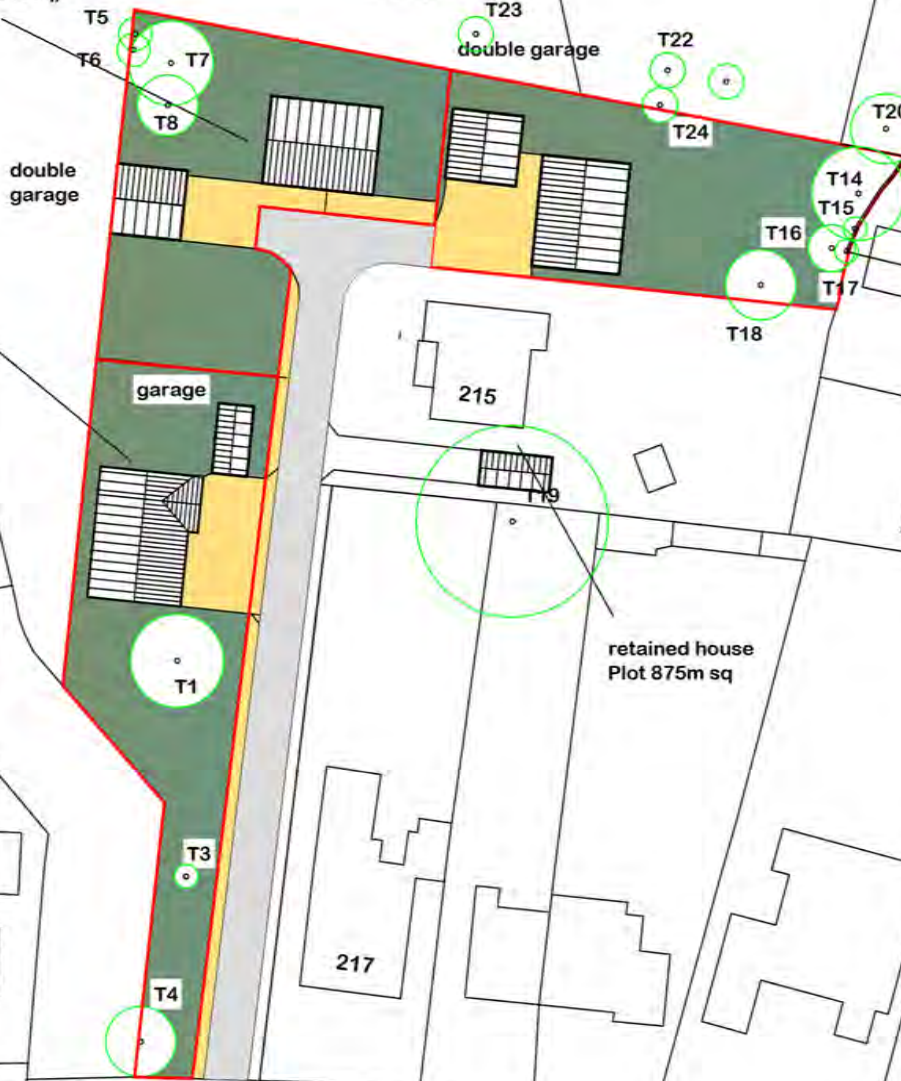 T5
T23
double garage
T6
T7
T22
T8
T24
T20
double
garage
T14
T15
T16
T17
T18
215
garage
T19
retained house
Plot 875m sq
T1
T3
217
T4